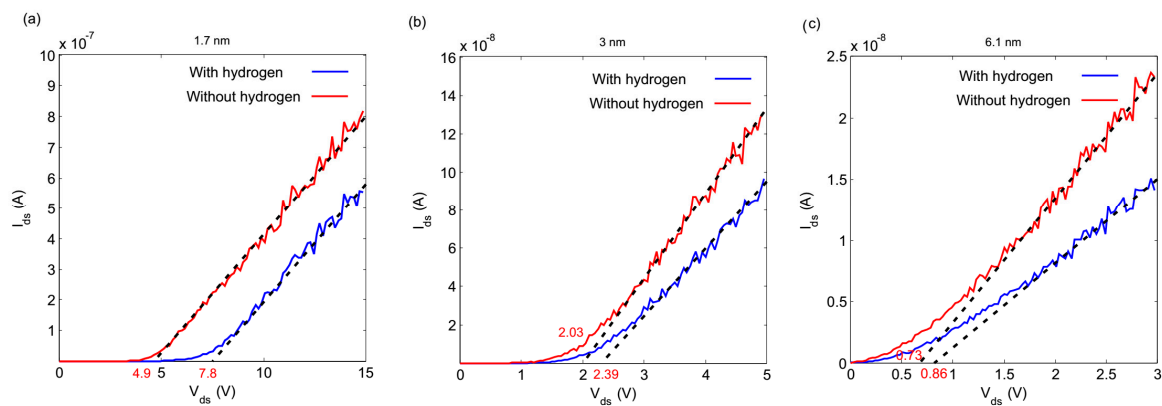 (a)
x 10⁻⁷
1.7 nm
10
9
8
7
6
5
4
3
2
1
I_ds (A)
With hydrogen
Without hydrogen
0
4.9
5
7.8
10
15
V_ds (V)
(b)
x 10⁻⁸
3 nm
16
14
12
10
8
6
4
2
I_ds (A)
With hydrogen
Without hydrogen
2.03
0
1
2
2.39
3
4
5
V_ds (V)
(c)
x 10⁻⁸
6.1 nm
2.5
2
1.5
1
0.5
0
I_ds (A)
With hydrogen
Without hydrogen
0.73
0
0.5
0.86
1
1.5
2
2.5
3
V_ds (V)